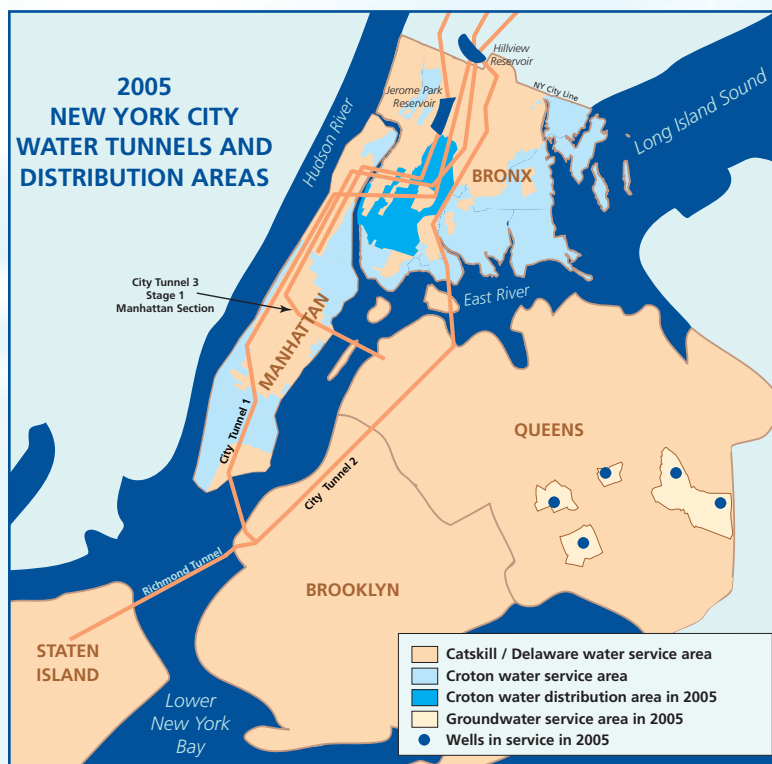 2005
NEW YORK CITY
WATER TUNNELS AND
DISTRIBUTION AREAS
Hudson River
Hillview
Reservoir
Jerome Park
Reservoir
NY City Line
Long Island Sound
BRONX
City Tunnel 3
Stage 1
Manhattan Section
East River
MANHATTAN
City Tunnel 1
QUEENS
City Tunnel 2
Richmond Tunnel
BROOKLYN
STATEN
ISLAND
Lower
New York
Bay
Catskill / Delaware water service area
Croton water service area
Croton water distribution area in 2005
Groundwater service area in 2005
Wells in service in 2005